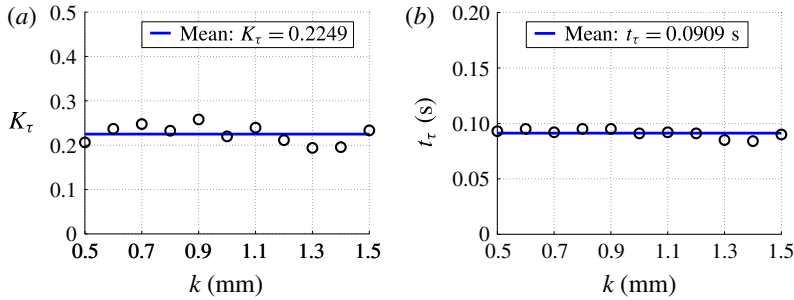 (a)
0.5
0.4
0.3
0.2
0.1
0
Kτ
Mean: Kτ = 0.2249
0.5 0.7 0.9 1.1 1.3 1.5
k (mm)
(b)
0.20
0.15
0.10
0.05
0
tτ (s)
Mean: tτ = 0.0909 s
0.5 0.7 0.9 1.1 1.3 1.5
k (mm)